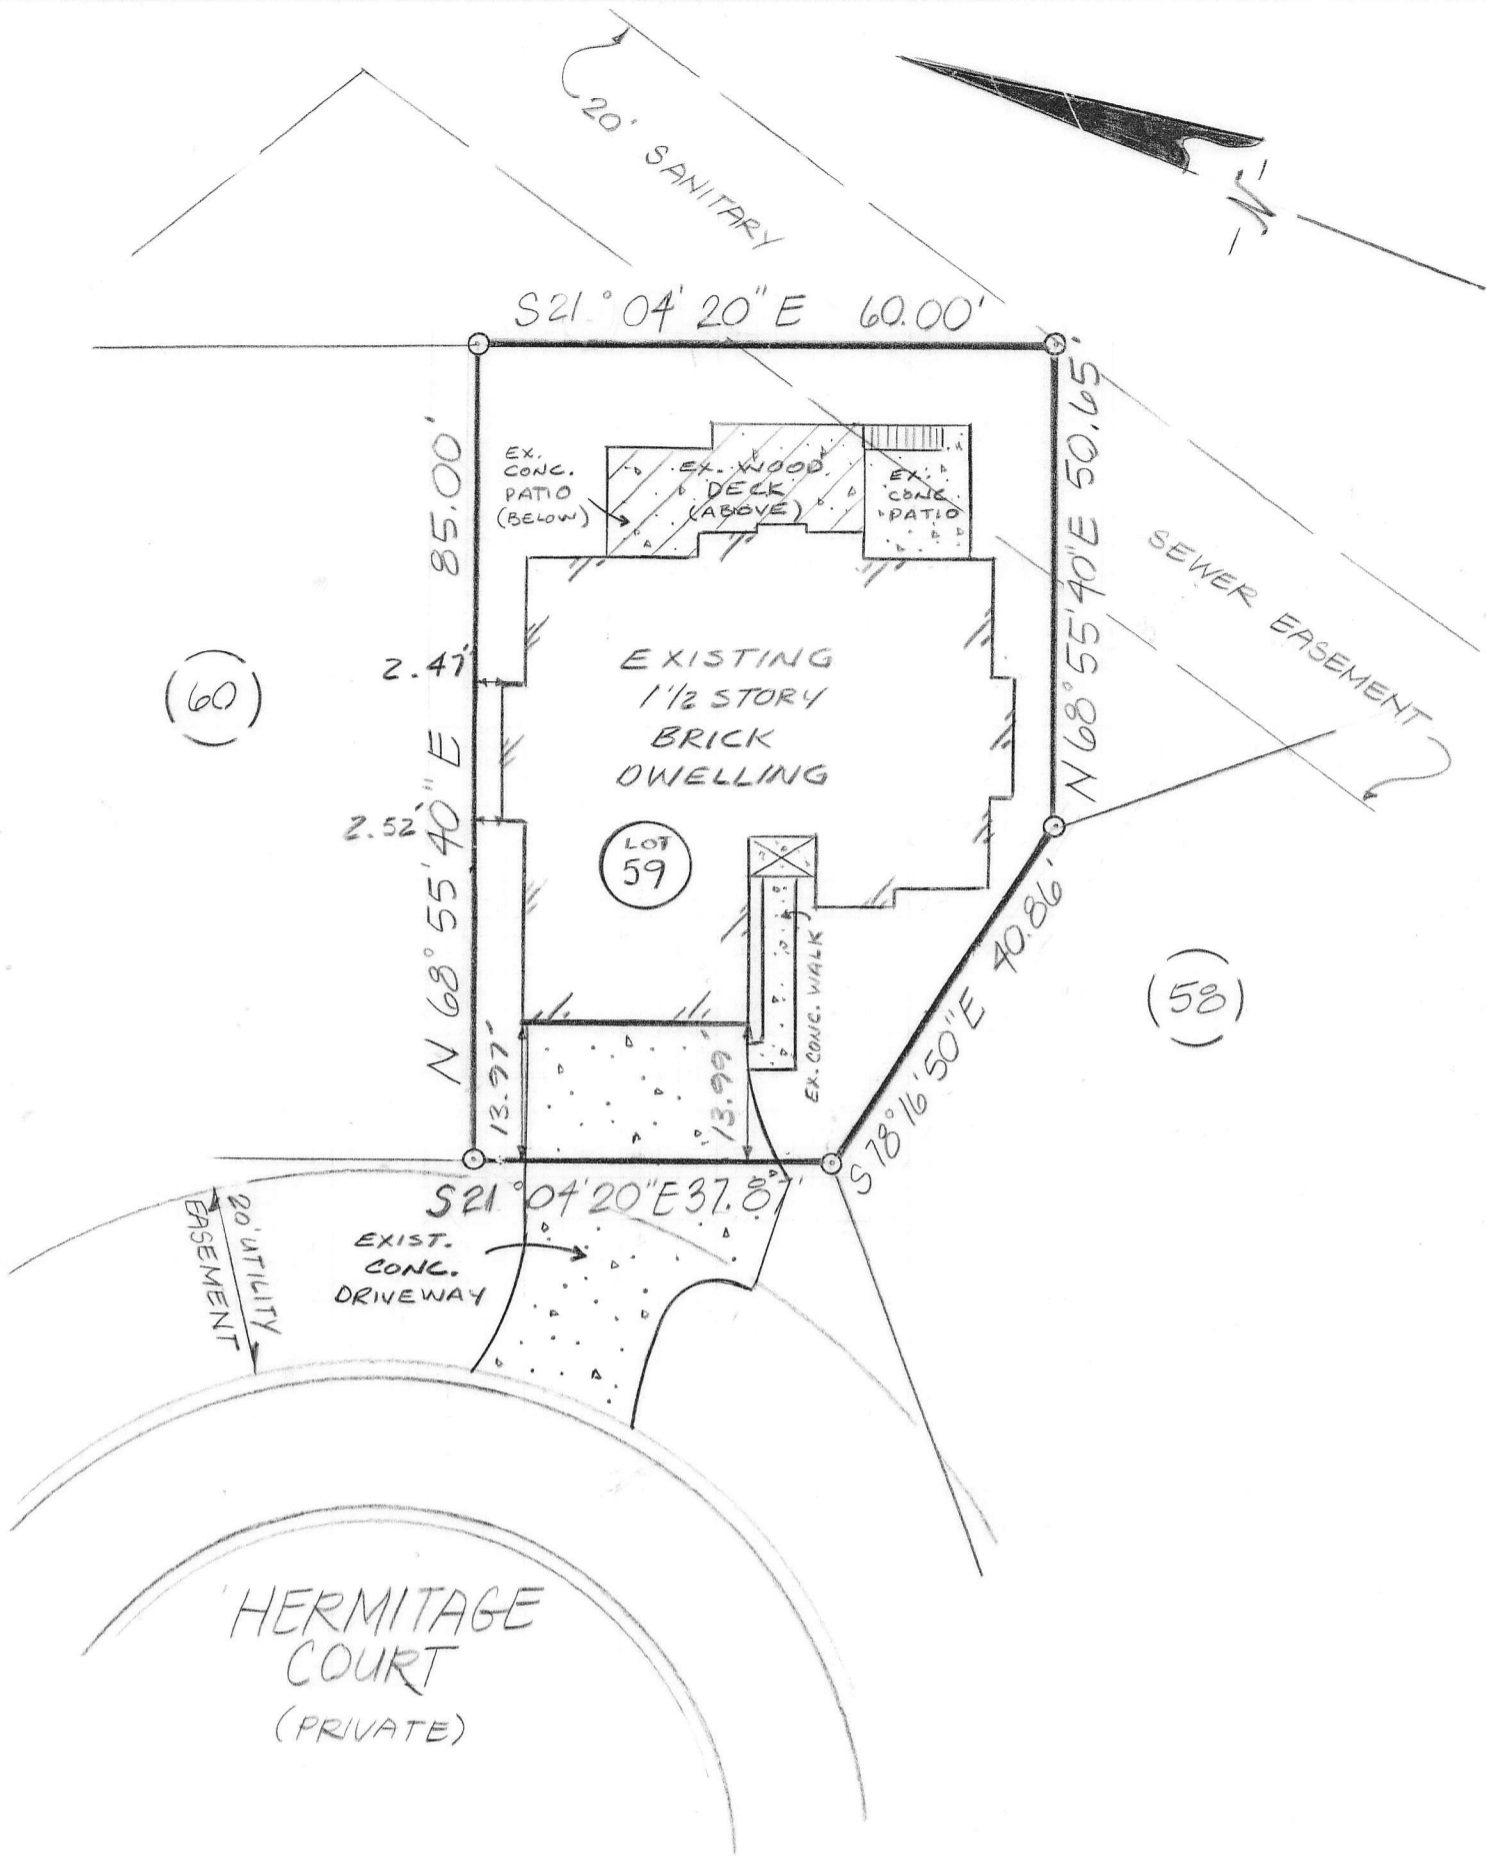 20' SANITARY
-N-
S21°04'20"E 60.00'
85.00'
N 68°55'40"E
N 68°55'40"E 50.65'
EX.
CONC.
PATIO
(BELOW)
EX. WOOD
DECK
(ABOVE)
EX.
CONC.
PATIO
SEWER EASEMENT
2.47'
2.52'
(60)
EXISTING
1 1/2 STORY
BRICK
DWELLING
LOT
59
EX. CONC. WALK
S78°16'50"E 40.86'
(58)
13.97'
13.99'
S21°04'20"E 37.87'
20' UTILITY
EASEMENT
EXIST.
CONC.
DRIVEWAY
HERMITAGE
COURT
(PRIVATE)